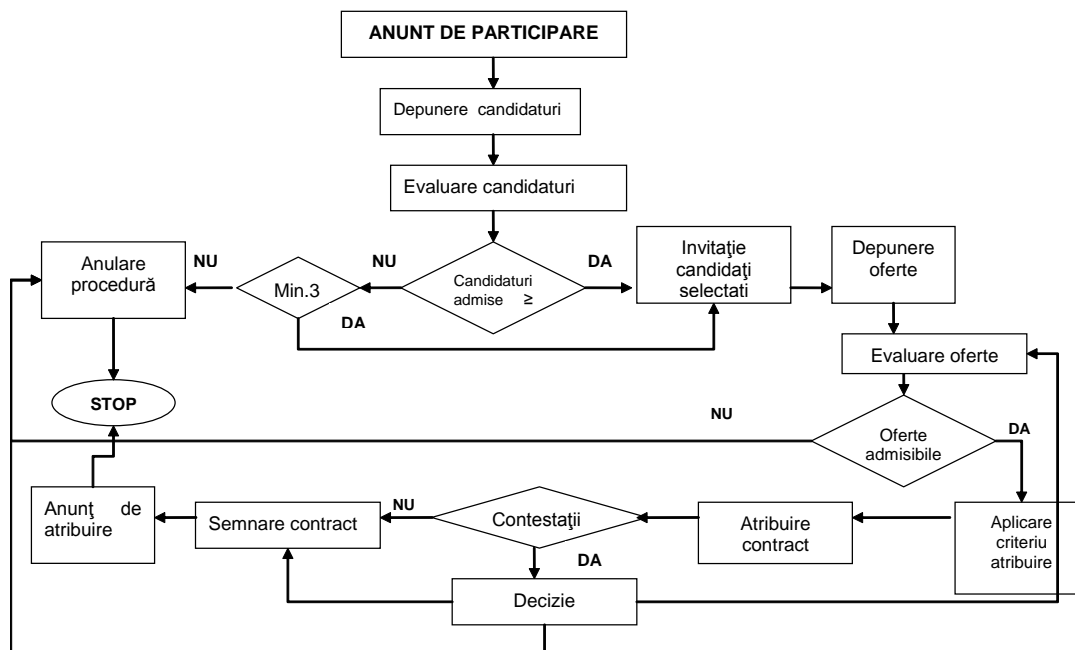 ANUNT DE PARTICIPARE
Depunere candidaturi
Evaluare candidaturi
Anulare
procedură
NU
Min.3
DA
NU
Candidaturi
admise ≥
DA
Invitaţie
candidaţi
selectati
Depunere
oferte
Evaluare oferte
STOP
NU
Oferte
admisibile
DA
Anunţ de
atribuire
Semnare contract
NU
Contestaţii
DA
Atribuire
contract
Aplicare
criteriu
atribuire
Decizie